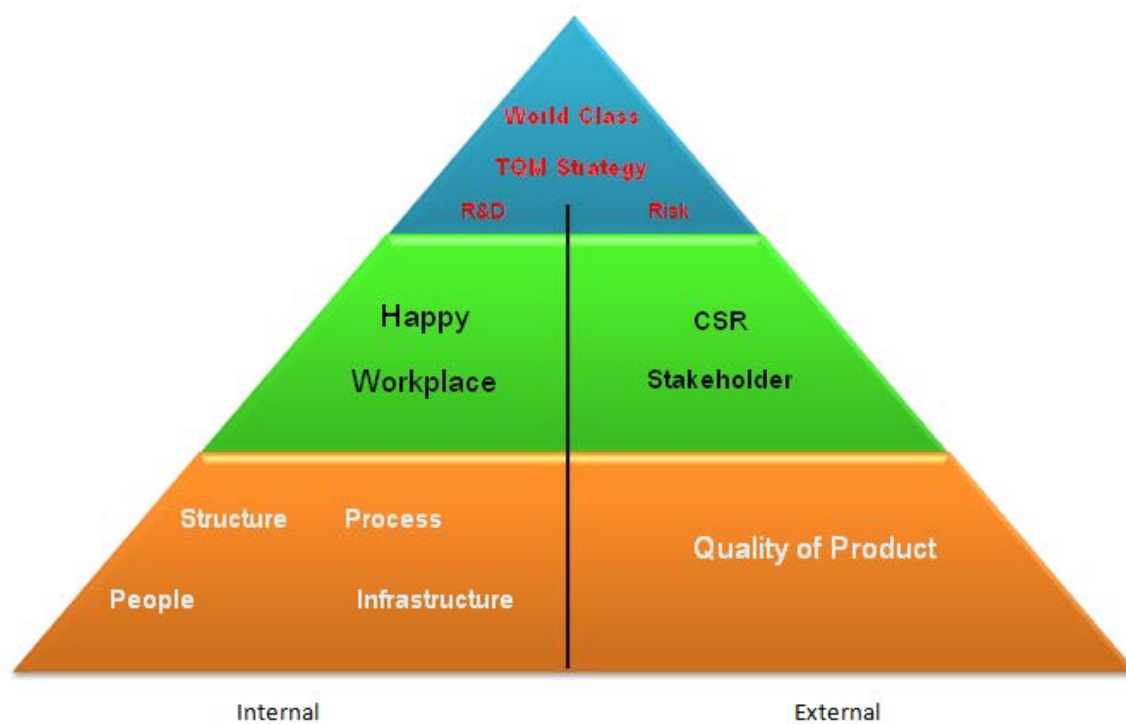 World Class
TQM Strategy
R&D Risk
Happy CSR
Workplace Stakeholder
Structure Process Quality of Product
People Infrastructure
Internal External